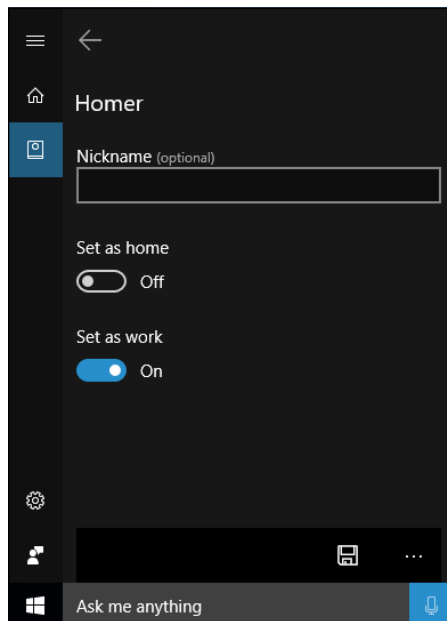 Homer
Nickname (optional)
Set as home
Off
Set as work
On
Ask me anything